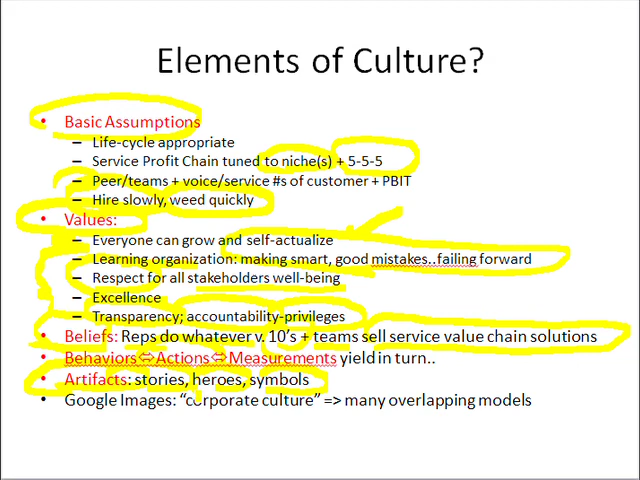 Elements of Culture?
• Basic Assumptions
– Life-cycle appropriate
– Service Profit Chain tuned to niche(s) + 5-5-5
– Peer/teams + voice/service #s of customer + PBIT
– Hire slowly, weed quickly
• Values:
– Everyone can grow and self-actualize
– Learning organization: making smart, good mistakes..failing forward
– Respect for all stakeholders well-being
– Excellence
– Transparency; accountability-privileges
• Beliefs: Reps do whatever v. 10's + teams sell service value chain solutions
• Behaviors⇔Actions⇔Measurements yield in turn..
• Artifacts: stories, heroes, symbols
• Google Images: “corporate culture” => many overlapping models